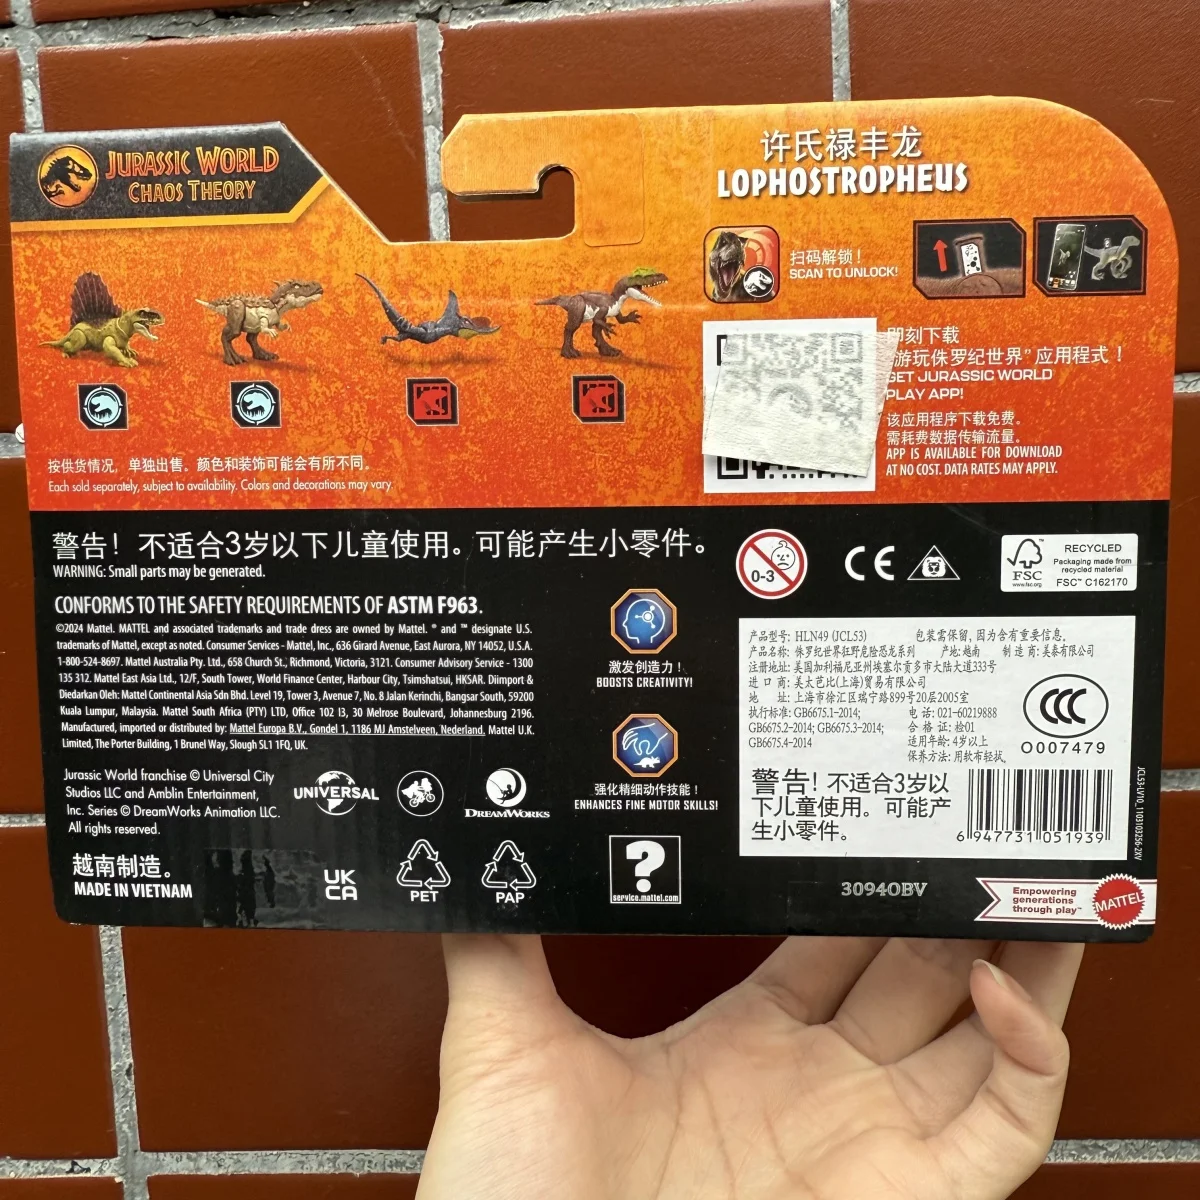 JURASSIC WORLD
CHAOS THEORY
许氏禄丰龙
LOPHOSTROPHEUS
扫码解锁！
SCAN TO UNLOCK!
即刻下载
“游玩侏罗纪世界”应用程式！
GET JURASSIC WORLD
PLAY APP!
该应用程序下载免费。
需耗费数据传输流量。
APP IS AVAILABLE FOR DOWNLOAD
AT NO COST. DATA RATES MAY APPLY.
按供货情况，单独出售。颜色和装饰可能会有所不同。
Each sold separately, subject to availability. Colors and decorations may vary.
警告！不适合3岁以下儿童使用。可能产生小零件。
WARNING: Small parts may be generated.
CONFORMS TO THE SAFETY REQUIREMENTS OF ASTM F963.
©2024 Mattel. MATTEL and associated trademarks and trade dress are owned by Mattel. ® and ™ designate U.S.
trademarks of Mattel, except as noted. Consumer Services - Mattel, Inc., 636 Girard Avenue, East Aurora, NY 14052, U.S.A.
1-800-524-8697. Mattel Australia Pty. Ltd., 658 Church St., Richmond, Victoria, 3121. Consumer Advisory Service - 1300
135 312. Mattel East Asia Ltd., 12/F, South Tower, World Finance Center, Harbour City, Tsimshatsui, HKSAR. Diimport &
Diedarkan Oleh: Mattel Continental Asia Sdn Bhd. Level 19, Tower 3, Avenue 7, No. 8 Jalan Kerinchi, Bangsar South, 59200
Kuala Lumpur, Malaysia. Mattel South Africa (PTY) LTD, Office 102 I3, 30 Melrose Boulevard, Johannesburg 2196.
Manufactured, imported or distributed by: Mattel Europa B.V., Gondel 1, 1186 MJ Amstelveen, Nederland. Mattel U.K.
Limited, The Porter Building, 1 Brunel Way, Slough SL1 1FQ, UK.
Jurassic World franchise © Universal City
Studios LLC and Amblin Entertainment,
Inc. Series © DreamWorks Animation LLC.
All rights reserved.
UNIVERSAL
DREAMWORKS
越南制造。
MADE IN VIETNAM
UK
CA
PET
PAP
激发创造力！
BOOSTS CREATIVITY!
强化精细动作技能！
ENHANCES FINE MOTOR SKILLS!
?
service.mattel.com
0-3
CE
FSC
www.fsc.org
RECYCLED
Packaging made from
recycled material
FSC™ C162170
产品型号: HLN49 (JCL53) 包装需保留, 因为含有重要信息。
产品名称: 侏罗纪世界狂野危险恐龙系列 产地: 越南 制造商: 美泰有限公司
注册地址: 美国加利福尼亚州埃塞尔贡多市大陆大道333号
进口商: 美太芭比(上海)贸易有限公司
地址: 上海市徐汇区瑞宁路899号20层2005室
执行标准: GB6675.1-2014; 电话: 021-60219888
GB6675.2-2014; GB6675.3-2014; 合格证: 检01
GB6675.4-2014 适用年龄: 4岁以上
保养方法: 用软布轻拭。
CCC
O007479
警告！不适合3岁以
下儿童使用。可能产
生小零件。
6 947731 051939
JCL53-LV10_1103103256-2XV
3094OBV
Empowering
generations
through play™
MATTEL